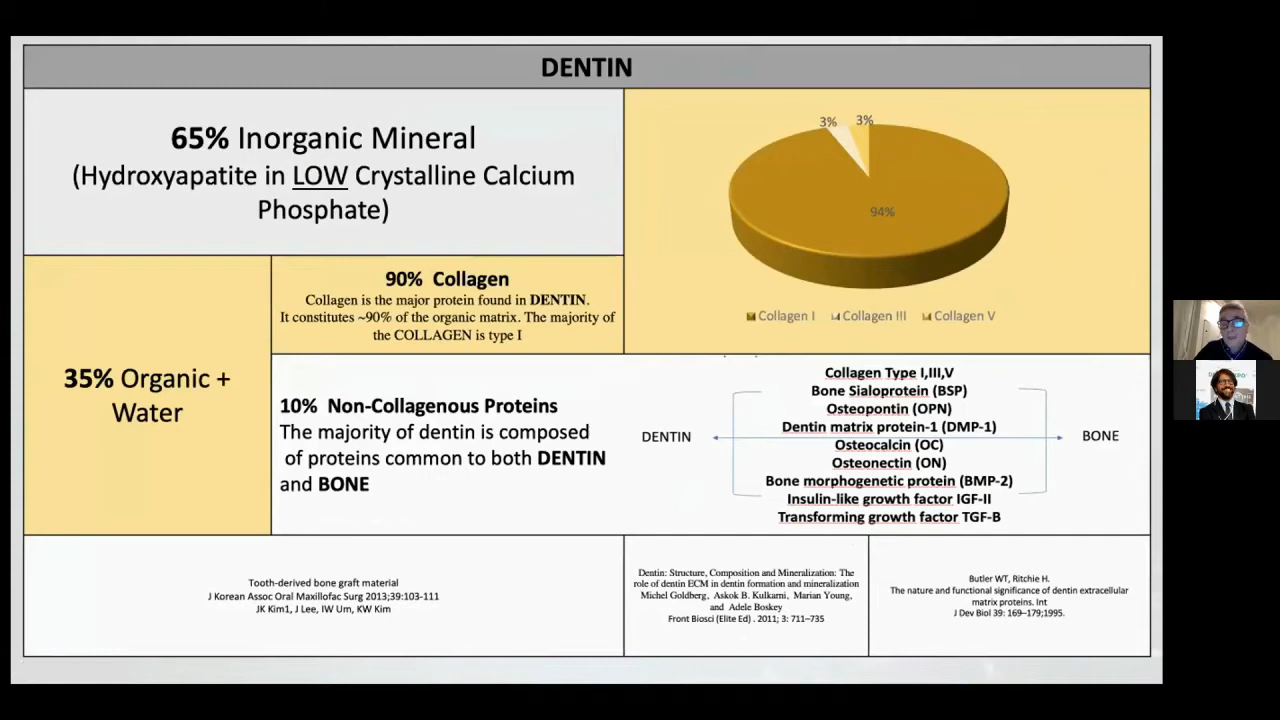 DENTIN
65% Inorganic Mineral
(Hydroxyapatite in LOW Crystalline Calcium
Phosphate)
3%
3%
94%
Collagen I
Collagen III
Collagen V
90% Collagen
Collagen is the major protein found in DENTIN.
It constitutes ~90% of the organic matrix. The majority of
the COLLAGEN is type I
35% Organic +
Water
10% Non-Collagenous Proteins
The majority of dentin is composed
of proteins common to both DENTIN
and BONE
DENTIN
Collagen Type I,III,V
Bone Sialoprotein (BSP)
Osteopontin (OPN)
Dentin matrix protein-1 (DMP-1)
Osteocalcin (OC)
Osteonectin (ON)
Bone morphogenetic protein (BMP-2)
Insulin-like growth factor IGF-II
Transforming growth factor TGF-B
BONE
Tooth-derived bone graft material
J Korean Assoc Oral Maxillofac Surg 2013;39:103-111
JK Kim1, J Lee, IW Um, KW Kim
Dentin: Structure, Composition and Mineralization: The
role of dentin ECM in dentin formation and mineralization
Michel Goldberg, Askok B. Kulkarni, Marian Young,
and Adele Boskey
Front Biosci (Elite Ed) . 2011; 3: 711–735
Butler WT, Ritchie H.
The nature and functional significance of dentin extracellular
matrix proteins. Int
J Dev Biol 39: 169–179;1995.